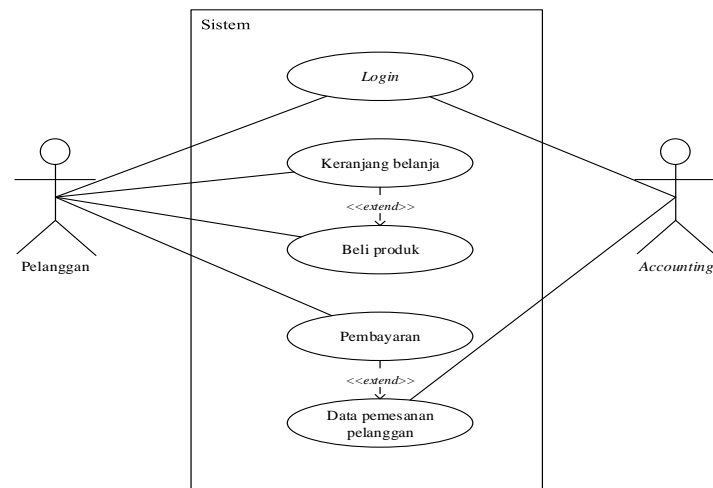 Sistem
Login
Keranjang belanja
<<extend>>
Beli produk
Pelanggan
Accounting
Pembayaran
<<extend>>
Data pemesanan
pelanggan